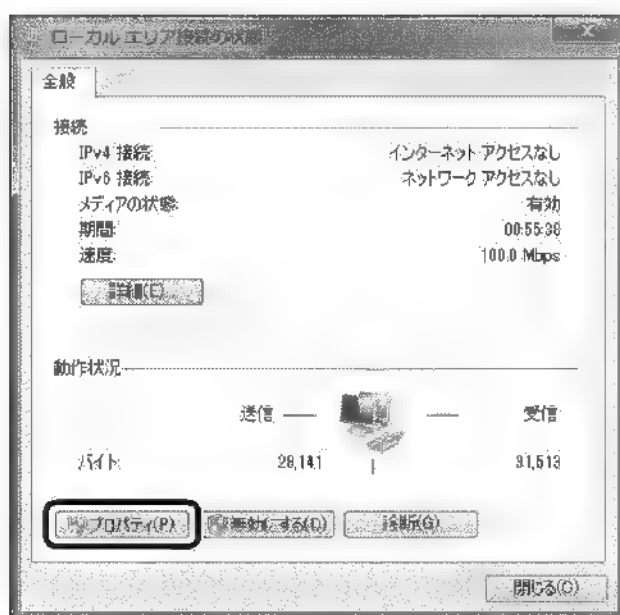 ローカル エリア接続の状態
全般
接続
IPv4 接続: インターネット アクセスなし
IPv6 接続: ネットワーク アクセスなし
メディアの状態: 有効
期間: 00:55:38
速度: 100.0 Mbps
詳細(E)
動作状況
送信 受信
バイト: 28,141 31,513
プロパティ(P) 無効にする(D) 診断(G)
閉じる(C)